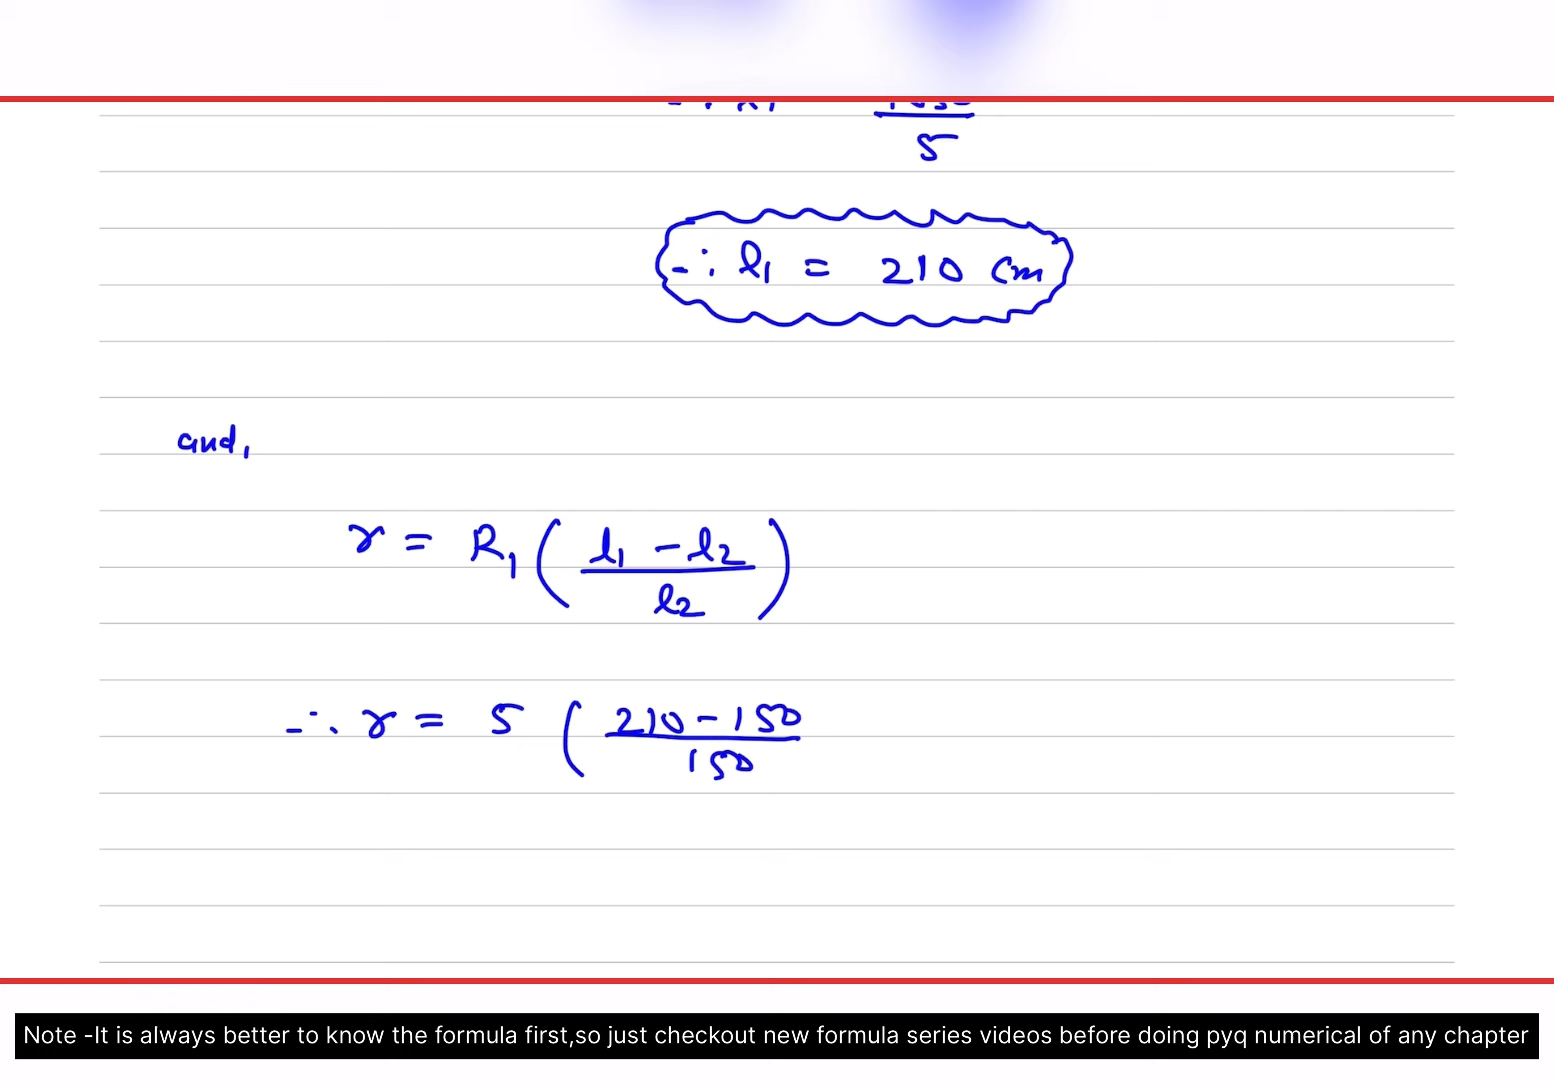 5
∴ l₁ = 210 cm
and,
r = R₁ ( l₁ - l₂ / l₂ )
∴ r = 5 ( 210 - 150 / 150
Note -It is always better to know the formula first,so just checkout new formula series videos before doing pyq numerical of any chapter